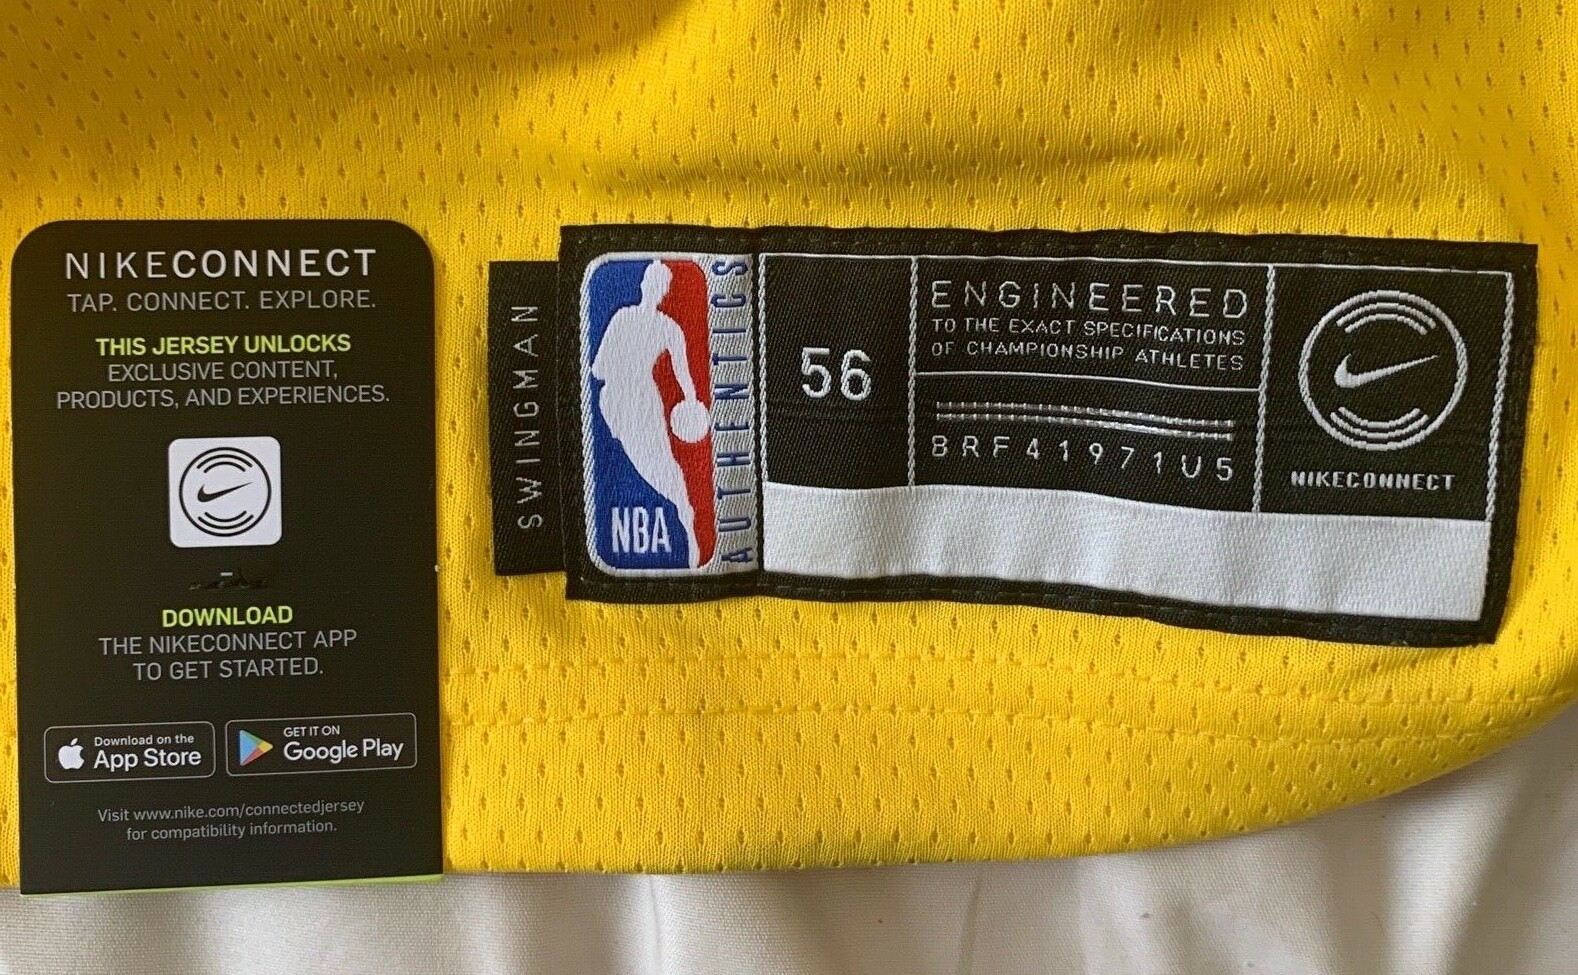 NIKECONNECT
TAP. CONNECT. EXPLORE.
THIS JERSEY UNLOCKS
EXCLUSIVE CONTENT,
PRODUCTS, AND EXPERIENCES.
DOWNLOAD
THE NIKECONNECT APP
TO GET STARTED.
Download on the
App Store
GET IT ON
Google Play
Visit www.nike.com/connectedjersey
for compatibility information.
SWINGMAN
NBA
AUTHENTICS
56
ENGINEERED
TO THE EXACT SPECIFICATIONS
OF CHAMPIONSHIP ATHLETES
BRF41971U5
NIKECONNECT